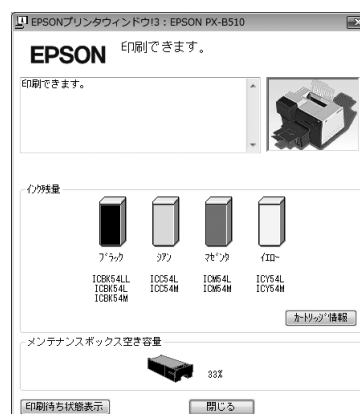 EPSONプリンタウィンドウ!3 : EPSON PX-B510
EPSON 印刷できます。
印刷できます。
インク残量
ブラック シアン マゼンタ イエロー
ICBK54LL ICC54L ICM54L ICY54L
ICBK54L ICC54M ICM54M ICY54M
ICBK54M
カートリッジ情報
メンテナンスボックス空き容量
33%
印刷待ち状態表示 閉じる